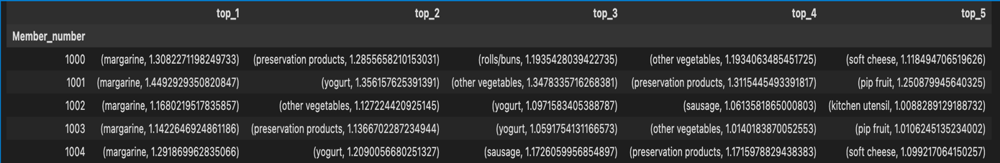 top_1 top_2 top_3 top_4 top_5
Member_number
1000 (margarine, 1.3082271198249733) (preservation products, 1.2855658210153031) (rolls/buns, 1.1935428039422735) (other vegetables, 1.1934063485451725) (soft cheese, 1.118494706519626)
1001 (margarine, 1.4492929350820847) (yogurt, 1.356157625391391) (other vegetables, 1.3478335716268381) (preservation products, 1.3115445493391817) (pip fruit, 1.250879945640325)
1002 (margarine, 1.1680219517835857) (other vegetables, 1.127224420925145) (yogurt, 1.0971583405388787) (sausage, 1.0613581865000803) (kitchen utensil, 1.0088289129188732)
1003 (margarine, 1.1422646924861186) (preservation products, 1.1366702287234944) (yogurt, 1.0591754131166573) (other vegetables, 1.0140183870052553) (pip fruit, 1.0106245135234002)
1004 (margarine, 1.291869962835066) (yogurt, 1.2090056680251327) (sausage, 1.1726059956854897) (preservation products, 1.1715978829438383) (soft cheese, 1.099217064150257)